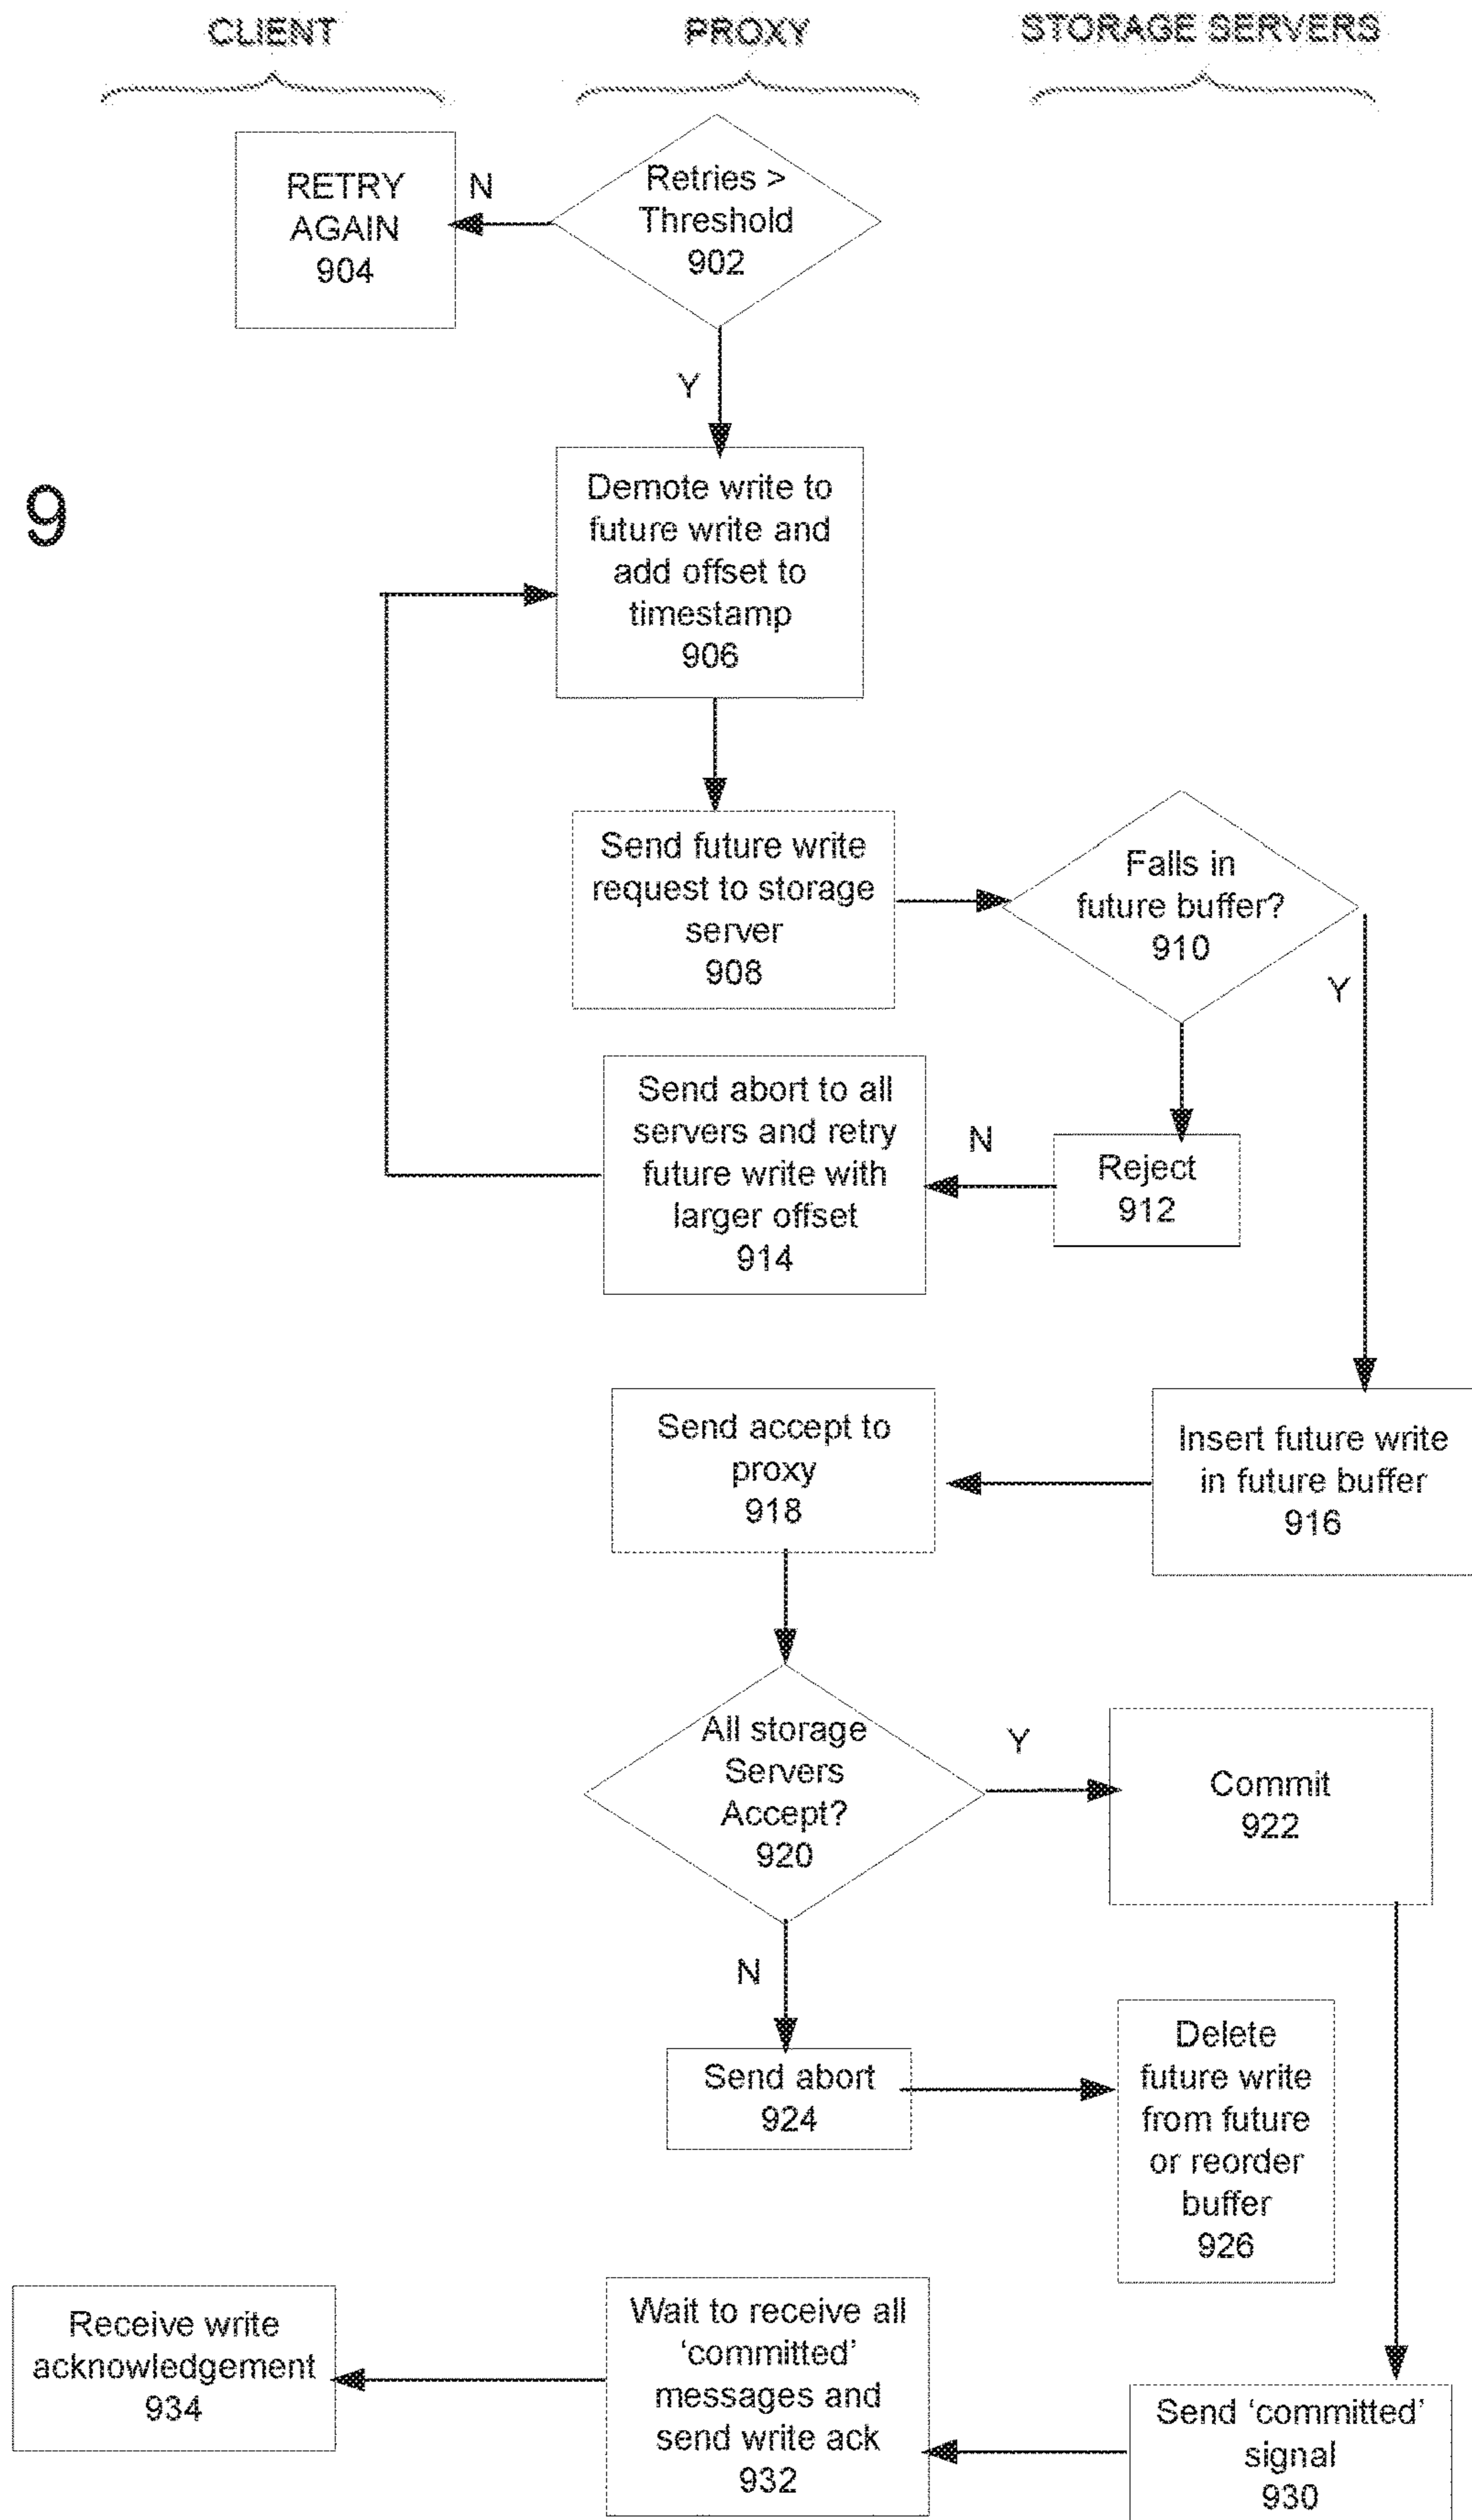 CLIENT
PROXY
STORAGE SERVERS
RETRY
AGAIN
904
N
Retries >
Threshold
902
Y
9
Demote write to
future write and
add offset to
timestamp
906
Send future write
request to storage
server
908
Falls in
future buffer?
910
Y
Send abort to all
servers and retry
future write with
larger offset
914
N
Reject
912
Send accept to
proxy
918
Insert future write
in future buffer
916
All storage
Servers
Accept?
920
Y
Commit
922
N
Send abort
924
Delete
future write
from future
or reorder
buffer
926
Receive write
acknowledgement
934
Wait to receive all
‘committed’
messages and
send write ack
932
Send ‘committed’
signal
930